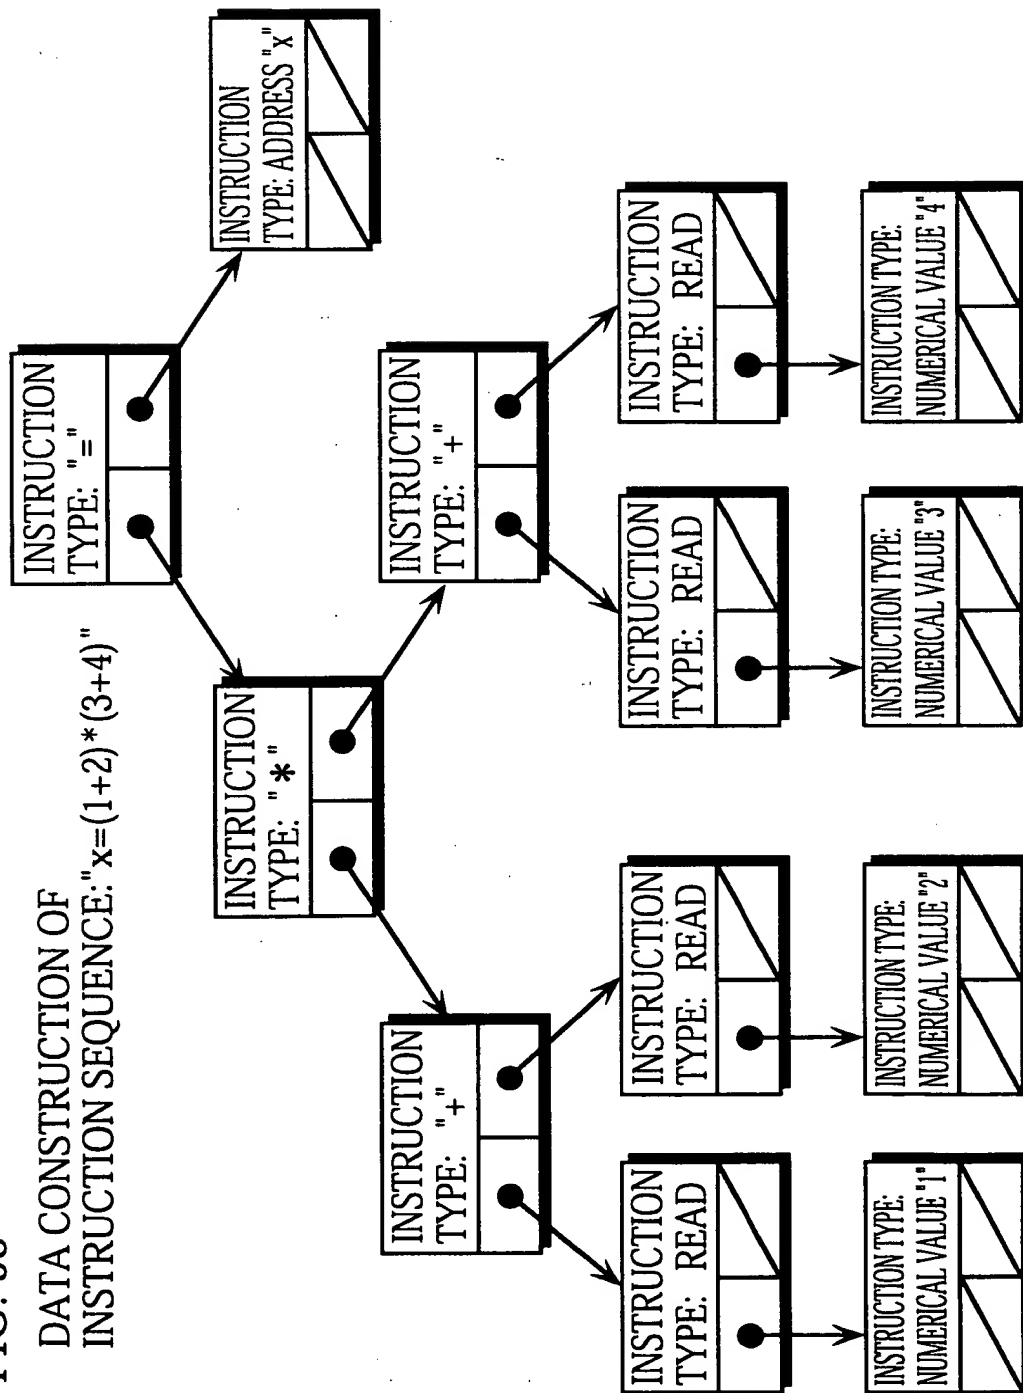 DATA CONSTRUCTION OF
INSTRUCTION SEQUENCE:"x=(1+2)*(3+4)"
INSTRUCTION
TYPE: "="
INSTRUCTION
TYPE: "*"
INSTRUCTION
TYPE: ADDRESS "x"
INSTRUCTION
TYPE: "+"
INSTRUCTION
TYPE: "+"
INSTRUCTION
TYPE: READ
INSTRUCTION
TYPE: READ
INSTRUCTION
TYPE: READ
INSTRUCTION
TYPE: READ
INSTRUCTION TYPE:
NUMERICAL VALUE "1"
INSTRUCTION TYPE:
NUMERICAL VALUE "2"
INSTRUCTION TYPE:
NUMERICAL VALUE "3"
INSTRUCTION TYPE:
NUMERICAL VALUE "4"